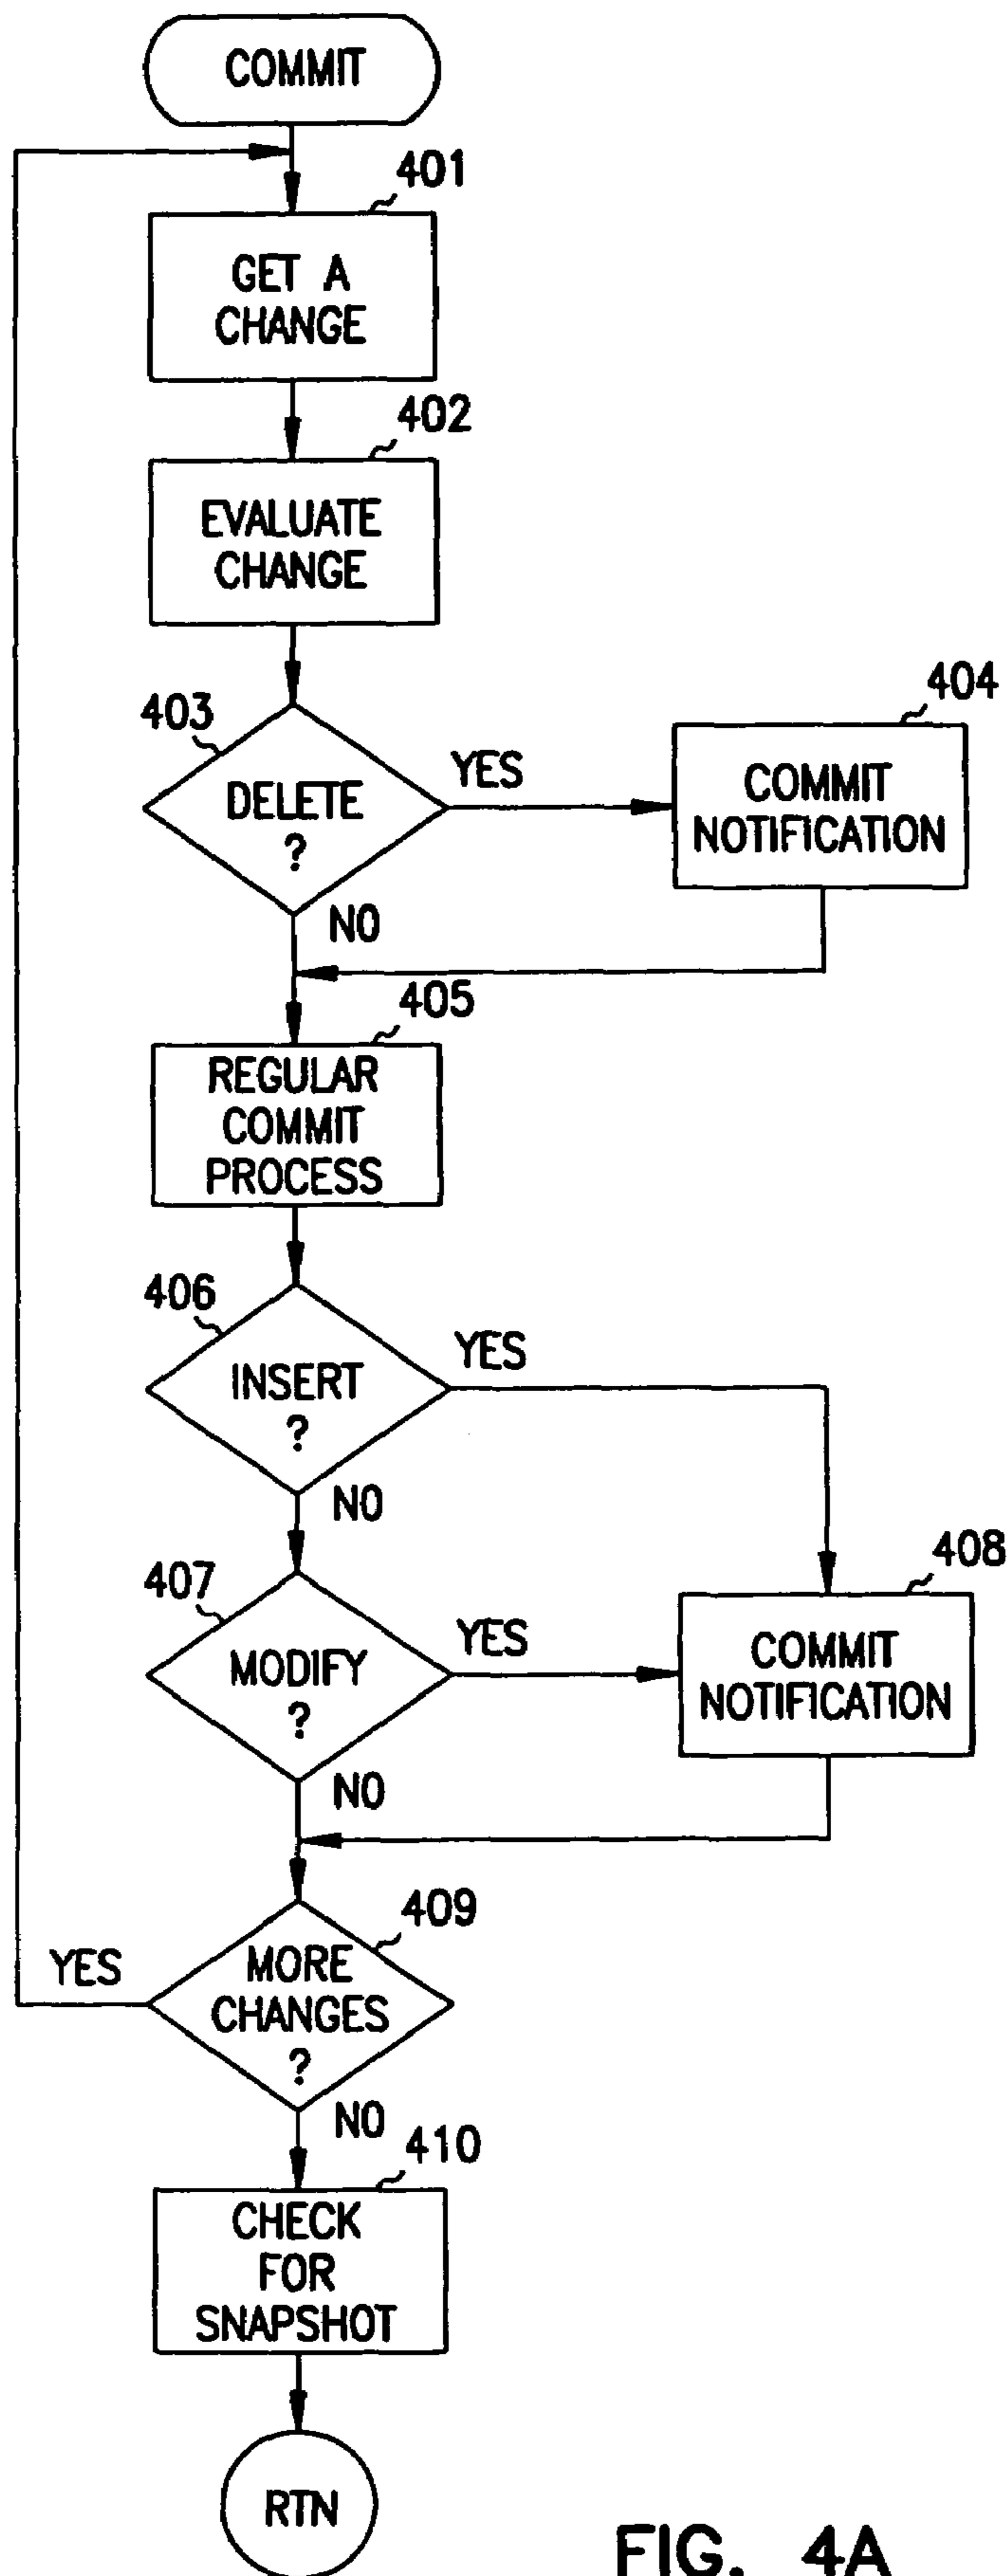 COMMIT
401
GET A
CHANGE
402
EVALUATE
CHANGE
403
DELETE
?
YES
404
COMMIT
NOTIFICATION
NO
405
REGULAR
COMMIT
PROCESS
406
INSERT
?
YES
NO
407
MODIFY
?
YES
408
COMMIT
NOTIFICATION
NO
409
YES
MORE
CHANGES
?
NO
410
CHECK
FOR
SNAPSHOT
RTN
FIG. 4A